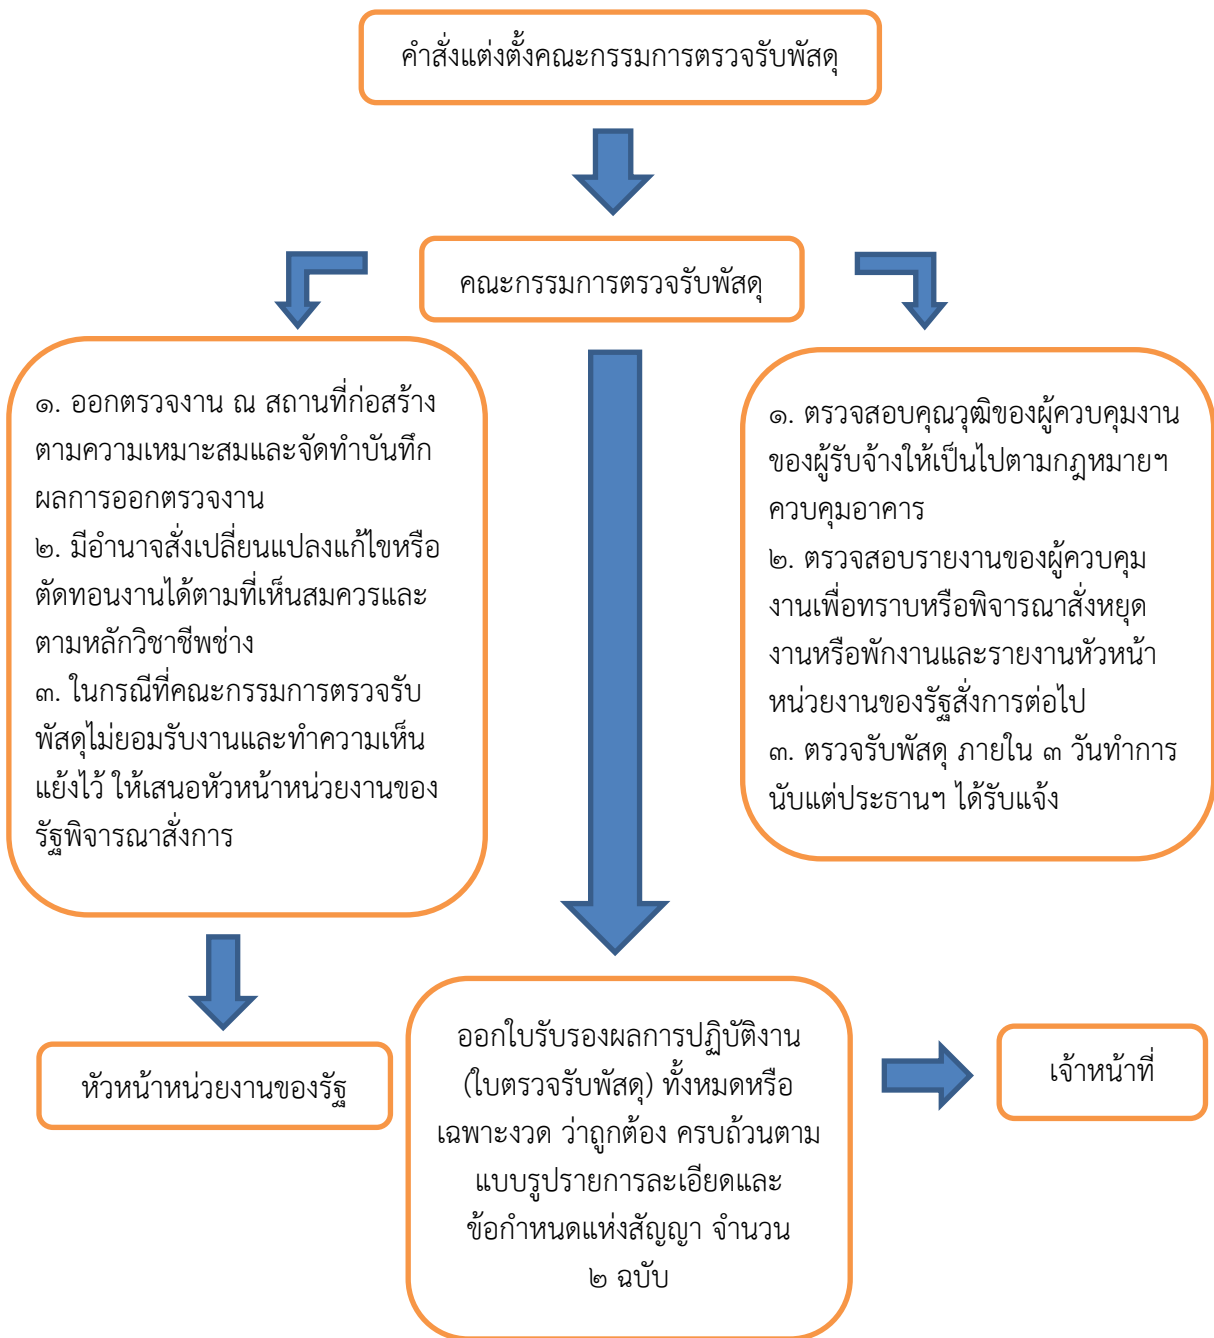 คำสั่งแต่งตั้งคณะกรรมการตรวจรับพัสดุ
คณะกรรมการตรวจรับพัสดุ
๑. ออกตรวจงาน ณ สถานที่ก่อสร้าง
ตามความเหมาะสมและจัดทำบันทึก
ผลการออกตรวจงาน
๒. มีอำนาจสั่งเปลี่ยนแปลงแก้ไขหรือ
ตัดทอนงานได้ตามที่เห็นสมควรและ
ตามหลักวิชาชีพช่าง
๓. ในกรณีที่คณะกรรมการตรวจรับ
พัสดุไม่ยอมรับงานและทำความเห็น
แย้งไว้ ให้เสนอหัวหน้าหน่วยงานของ
รัฐพิจารณาสั่งการ
๑. ตรวจสอบคุณวุฒิของผู้ควบคุมงาน
ของผู้รับจ้างให้เป็นไปตามกฎหมายฯ
ควบคุมอาคาร
๒. ตรวจสอบรายงานของผู้ควบคุม
งานเพื่อทราบหรือพิจารณาสั่งหยุด
งานหรือพักงานและรายงานหัวหน้า
หน่วยงานของรัฐสั่งการต่อไป
๓. ตรวจรับพัสดุ ภายใน ๓ วันทำการ
นับแต่ประธานฯ ได้รับแจ้ง
หัวหน้าหน่วยงานของรัฐ
ออกใบรับรองผลการปฏิบัติงาน
(ใบตรวจรับพัสดุ) ทั้งหมดหรือ
เฉพาะงวด ว่าถูกต้อง ครบถ้วนตาม
แบบรูปรายการละเอียดและ
ข้อกำหนดแห่งสัญญา จำนวน
๒ ฉบับ
เจ้าหน้าที่